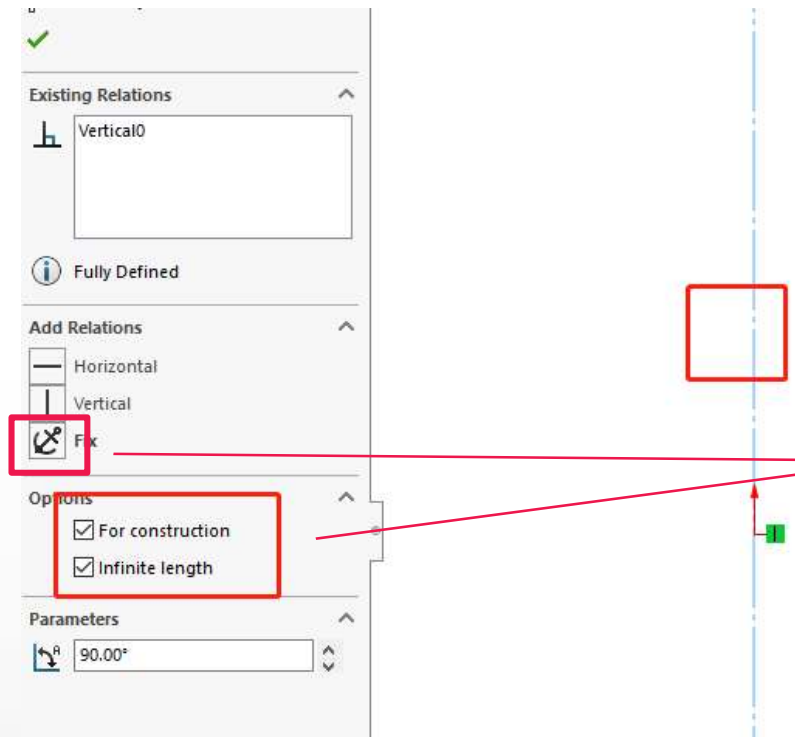 Existing Relations
Vertical0
Fully Defined
Add Relations
Horizontal
Vertical
Fix
Options
For construction
Infinite length
Parameters
90.00°